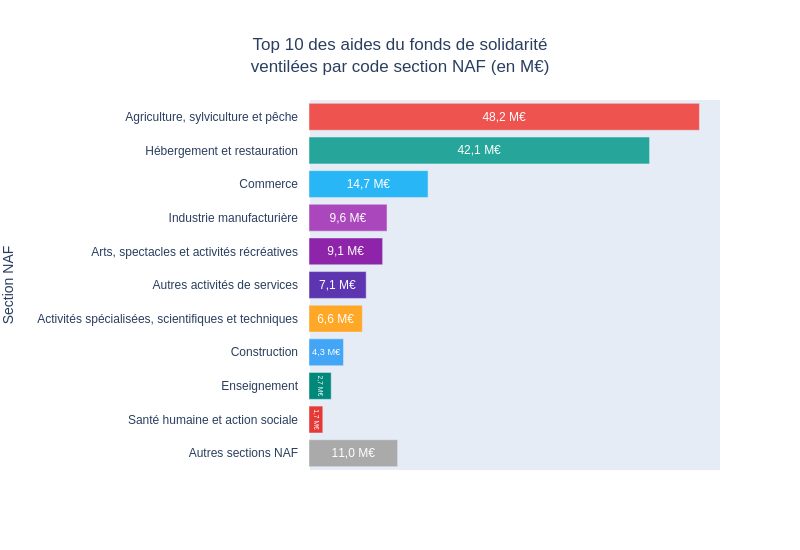 Top 10 des aides du fonds de solidarité
ventilées par code section NAF (en M€)
Section NAF
Agriculture, sylviculture et pêche 48,2 M€
Hébergement et restauration 42,1 M€
Commerce 14,7 M€
Industrie manufacturière 9,6 M€
Arts, spectacles et activités récréatives 9,1 M€
Autres activités de services 7,1 M€
Activités spécialisées, scientifiques et techniques 6,6 M€
Construction 4,3 M€
Enseignement 2,7 M€
Santé humaine et action sociale 1,7 M€
Autres sections NAF 11,0 M€